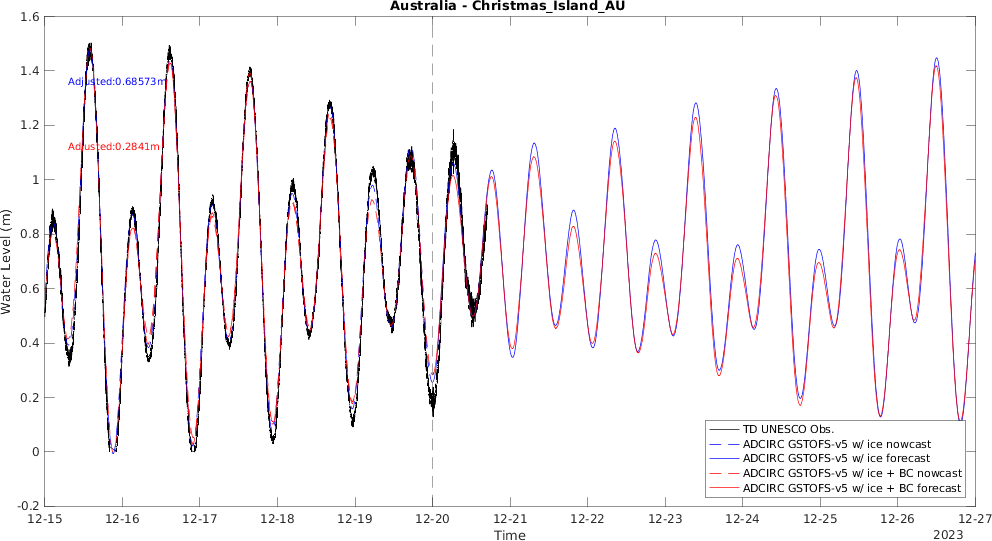 Australia - Christmas_Island_AU
Water Level (m)
1.6
1.4
1.2
1
0.8
0.6
0.4
0.2
0
-0.2
Adjusted:0.68573m
Adjusted:0.2841m
TD UNESCO Obs.
ADCIRC GSTOFS-v5 w/ ice nowcast
ADCIRC GSTOFS-v5 w/ ice forecast
ADCIRC GSTOFS-v5 w/ ice + BC nowcast
ADCIRC GSTOFS-v5 w/ ice + BC forecast
12-15 12-16 12-17 12-18 12-19 12-20 12-21 12-22 12-23 12-24 12-25 12-26 12-27
Time
2023